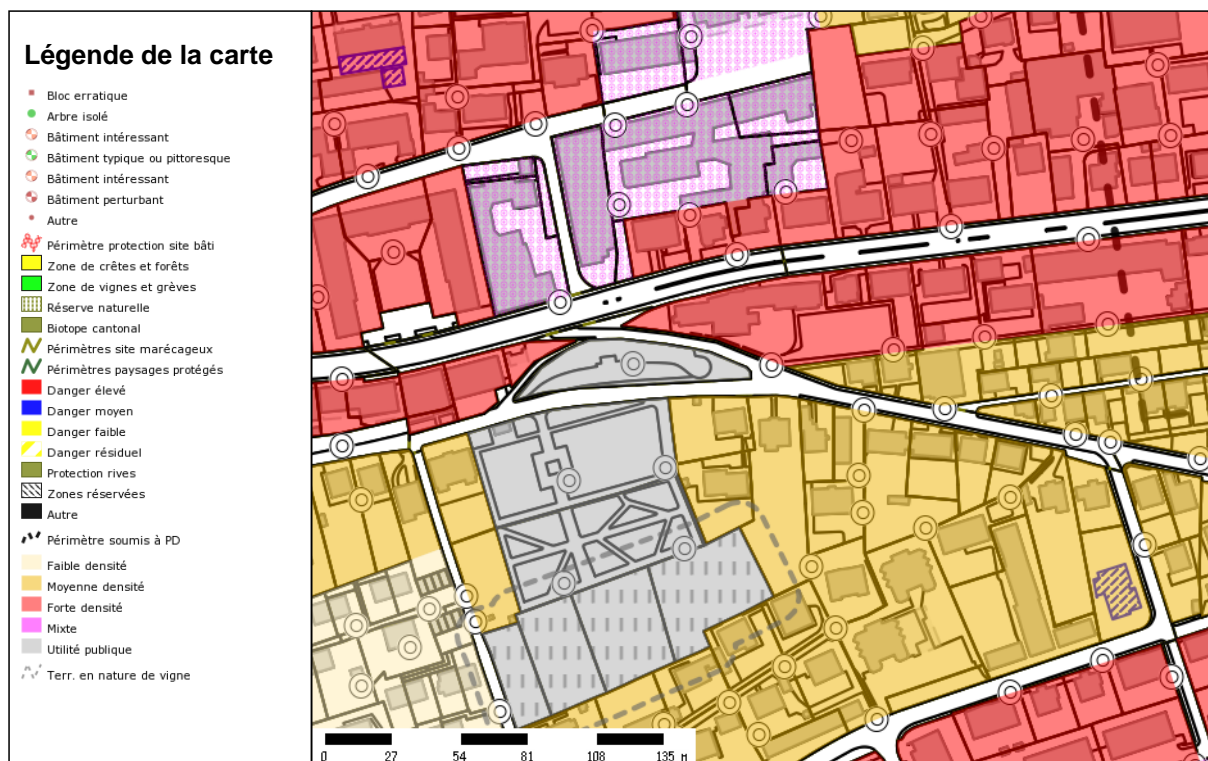 Légende de la carte
Bloc erratique
Arbre isolé
Bâtiment intéressant
Bâtiment typique ou pittoresque
Bâtiment intéressant
Bâtiment perturbant
Autre
Périmètre protection site bâti
Zone de crêtes et forêts
Zone de vignes et grèves
Réserve naturelle
Biotope cantonal
Périmètres site marécageux
Périmètres paysages protégés
Danger élevé
Danger moyen
Danger faible
Danger résiduel
Protection rives
Zones réservées
Autre
Périmètre soumis à PD
Faible densité
Moyenne densité
Forte densité
Mixte
Utilité publique
Terr. en nature de vigne
0 27 54 81 108 135 M